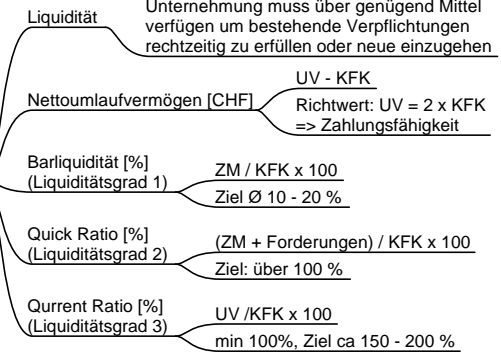 Liquidität
Unternehmung muss über genügend Mittel
verfügen um bestehende Verpflichtungen
rechtzeitig zu erfüllen oder neue einzugehen
Nettoumlaufvermögen [CHF]
UV - KFK
Richtwert: UV = 2 x KFK
=> Zahlungsfähigkeit
Barliquidität [%]
(Liquiditätsgrad 1)
ZM / KFK x 100
Ziel Ø 10 - 20 %
Quick Ratio [%]
(Liquiditätsgrad 2)
(ZM + Forderungen) / KFK x 100
Ziel: über 100 %
Qurrent Ratio [%]
(Liquiditätsgrad 3)
UV /KFK x 100
min 100%, Ziel ca 150 - 200 %